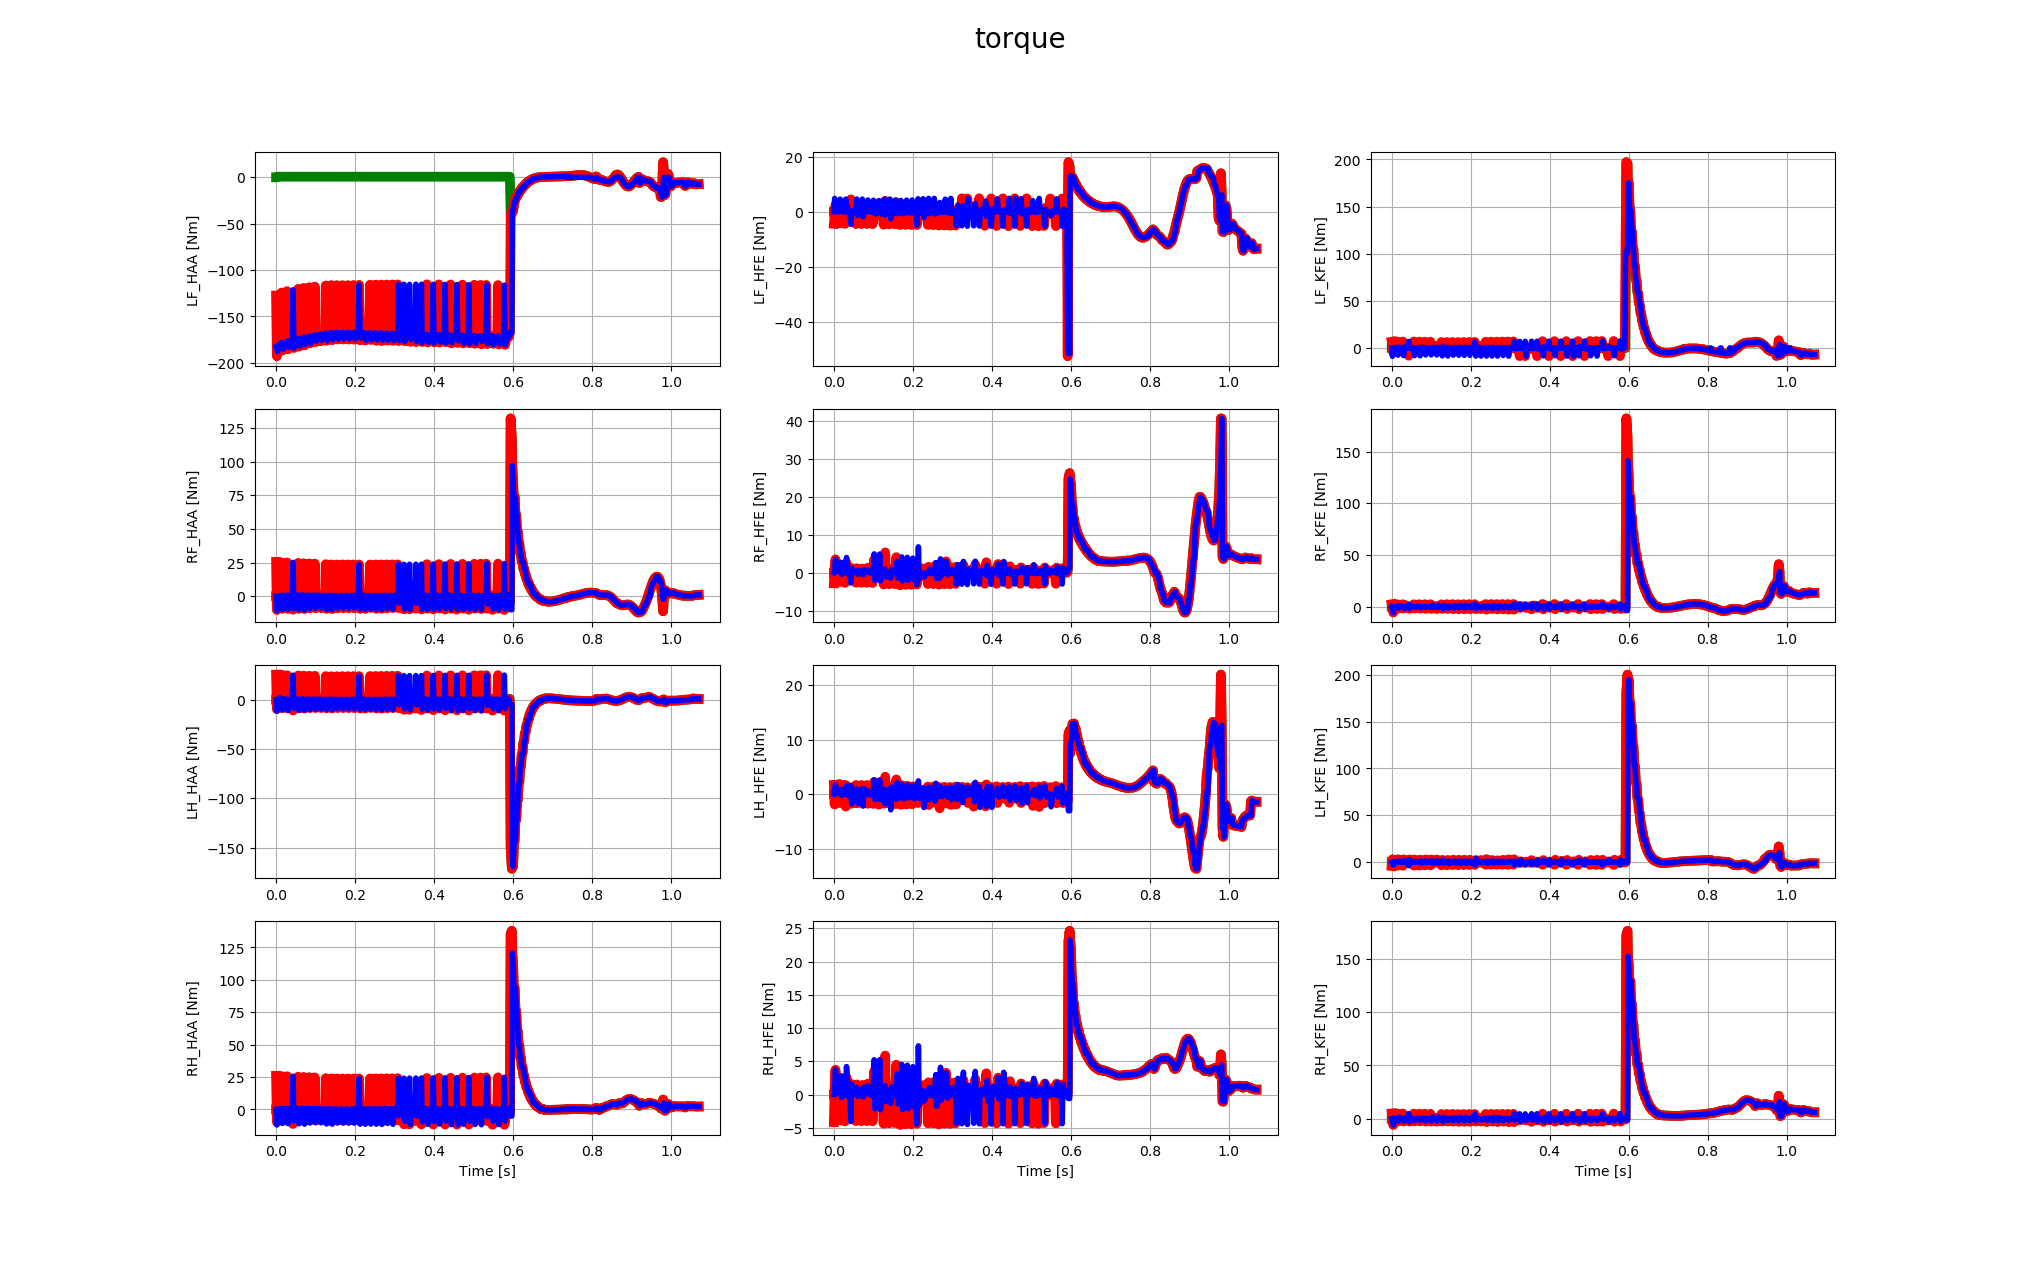 torque
LF_HAA [Nm]
0
−50
−100
−150
−200
0.0 0.2 0.4 0.6 0.8 1.0
LF_HFE [Nm]
20
0
−20
−40
0.0 0.2 0.4 0.6 0.8 1.0
LF_KFE [Nm]
200
150
100
50
0
0.0 0.2 0.4 0.6 0.8 1.0
RF_HAA [Nm]
125
100
75
50
25
0
0.0 0.2 0.4 0.6 0.8 1.0
RF_HFE [Nm]
40
30
20
10
0
−10
0.0 0.2 0.4 0.6 0.8 1.0
RF_KFE [Nm]
150
100
50
0
0.0 0.2 0.4 0.6 0.8 1.0
LH_HAA [Nm]
0
−50
−100
−150
0.0 0.2 0.4 0.6 0.8 1.0
LH_HFE [Nm]
20
10
0
−10
0.0 0.2 0.4 0.6 0.8 1.0
LH_KFE [Nm]
200
150
100
50
0
0.0 0.2 0.4 0.6 0.8 1.0
RH_HAA [Nm]
125
100
75
50
25
0
0.0 0.2 0.4 0.6 0.8 1.0
Time [s]
RH_HFE [Nm]
25
20
15
10
5
0
−5
0.0 0.2 0.4 0.6 0.8 1.0
Time [s]
RH_KFE [Nm]
150
100
50
0
0.0 0.2 0.4 0.6 0.8 1.0
Time [s]